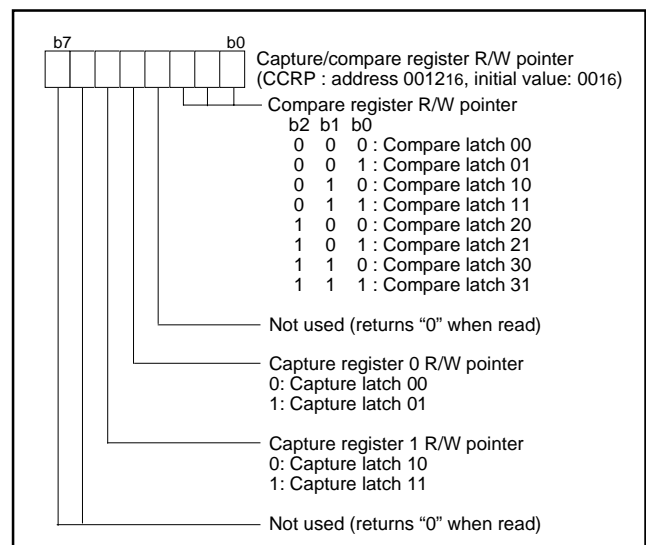 b7 b0
Capture/compare register R/W pointer
(CCRP : address 001216, initial value: 0016)
Compare register R/W pointer
b2 b1 b0
0 0 0 : Compare latch 00
0 0 1 : Compare latch 01
0 1 0 : Compare latch 10
0 1 1 : Compare latch 11
1 0 0 : Compare latch 20
1 0 1 : Compare latch 21
1 1 0 : Compare latch 30
1 1 1 : Compare latch 31
Not used (returns “0” when read)
Capture register 0 R/W pointer
0: Capture latch 00
1: Capture latch 01
Capture register 1 R/W pointer
0: Capture latch 10
1: Capture latch 11
Not used (returns “0” when read)